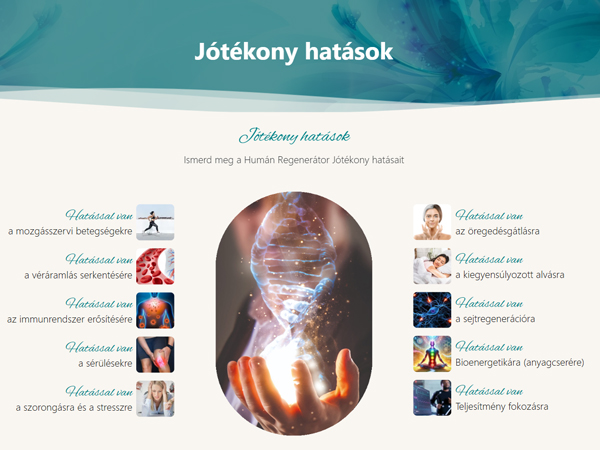 Jótékony hatások
Jótékony hatások
Ismerd meg a Humán Regenerátor Jótékony hatásait
Hatással van
a mozgásszervi betegségekre
Hatással van
a véráramlás serkentésére
Hatással van
az immunrendszer erősítésére
Hatással van
a sérülésekre
Hatással van
a szorongásra és a stresszre
Hatással van
az öregedésgátlásra
Hatással van
a kiegyensúlyozott alvásra
Hatással van
a sejtregenerációra
Hatással van
Bioenergetikára (anyagcserére)
Hatással van
Teljesítmény fokozásra